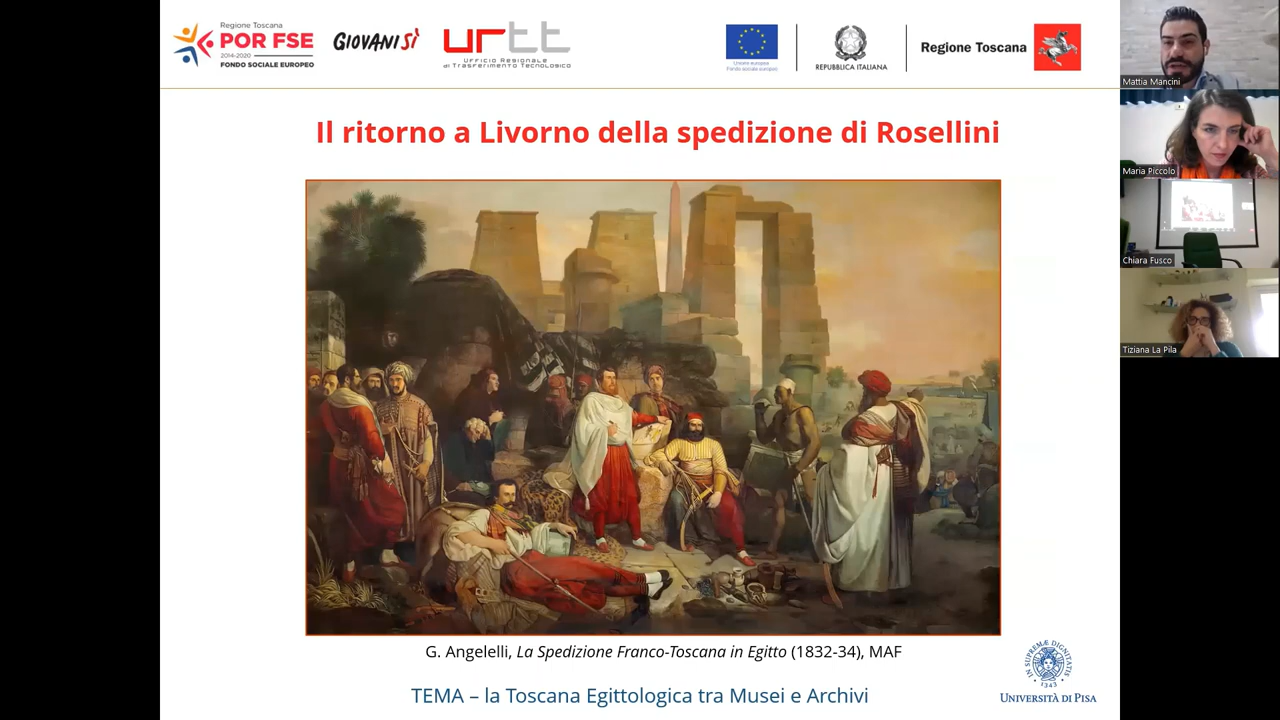 Regione Toscana
POR FSE
2014-2020
FONDO SOCIALE EUROPEO
GIOVANISÌ
urtt
Ufficio Regionale
di Trasferimento Tecnologico
Unione europea
Fondo sociale europeo
REPUBBLICA ITALIANA
Regione Toscana
Il ritorno a Livorno della spedizione di Rosellini
G. Angelelli, La Spedizione Franco-Toscana in Egitto (1832-34), MAF
TEMA – la Toscana Egittologica tra Musei e Archivi
IN SUPREMÆ DIGNITATIS
1343
UNIVERSITÀ DI PISA
Mattia Mancini
Maria Piccolo
Chiara Fusco
Tiziana La Pila